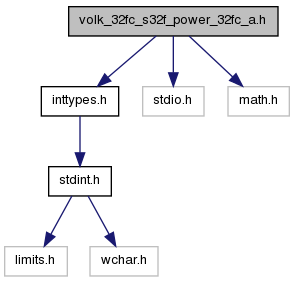 volk_32fc_s32f_power_32fc_a.h
inttypes.h
stdio.h
math.h
stdint.h
limits.h
wchar.h